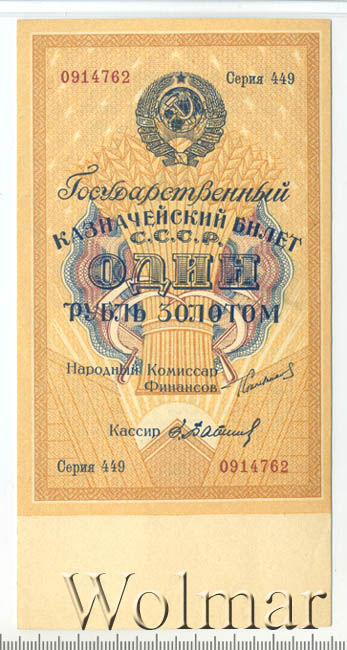 0914762 Серия 449
Государственный
КАЗНАЧЕЙСКИЙ БИЛЕТ
С.С.С.Р.
ОДИН
РУБЛЬ ЗОЛОТОМ
Народный Комиссар
Финансов
Кассир
Серия 449 0914762
Wolmar